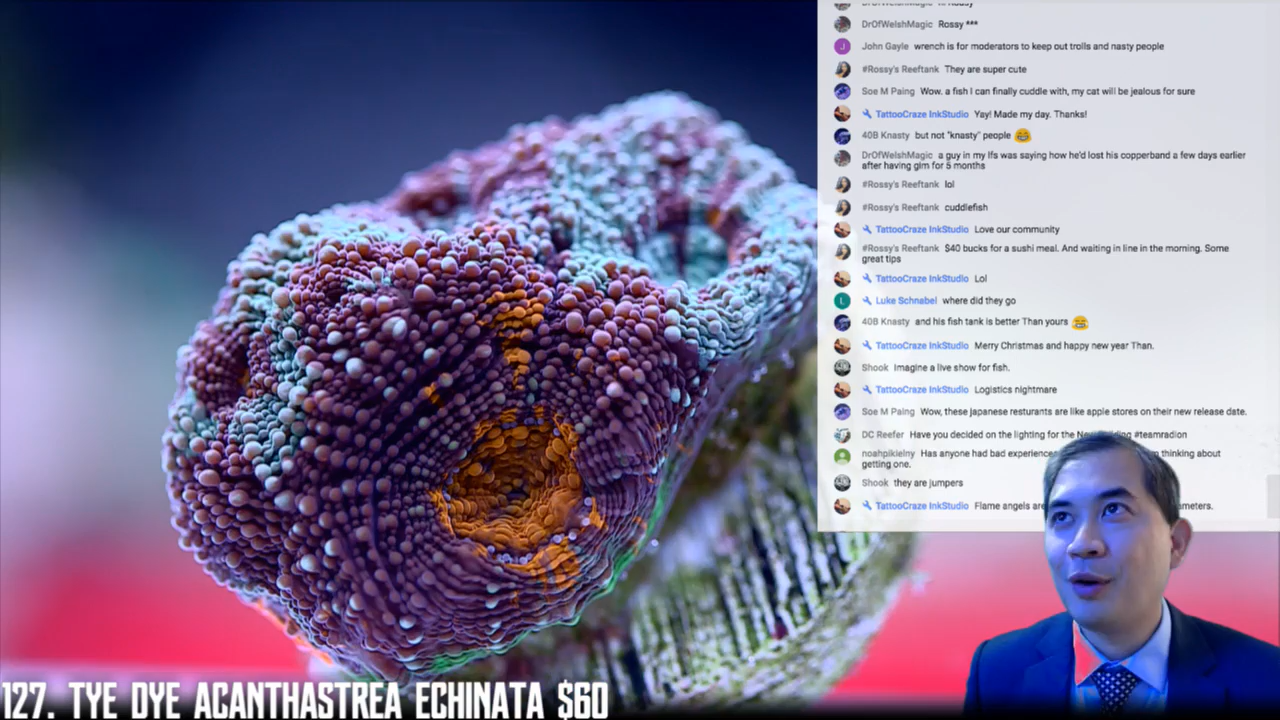 DrOfWelshMagic Rossy ***
J John Gayle wrench is for moderators to keep out trolls and nasty people
#Rossy's Reeftank They are super cute
Soe M Paing Wow. a fish I can finally cuddle with, my cat will be jealous for sure
TattooCraze InkStudio Yay! Made my day. Thanks!
40B Knasty but not "knasty" people 😂
DrOfWelshMagic a guy in my lfs was saying how he'd lost his copperband a few days earlier
after having gim for 5 months
#Rossy's Reeftank lol
#Rossy's Reeftank cuddlefish
TattooCraze InkStudio Love our community
#Rossy's Reeftank $40 bucks for a sushi meal. And waiting in line in the morning. Some
great tips
TattooCraze InkStudio Lol
L Luke Schnabel where did they go
40B Knasty and his fish tank is better Than yours 😂
TattooCraze InkStudio Merry Christmas and happy new year Than.
Shook Imagine a live show for fish.
TattooCraze InkStudio Logistics nightmare
Soe M Paing Wow, these japanese resturants are like apple stores on their new release date.
DC Reefer Have you decided on the lighting for the #teamradion
noahpikielny Has anyone had bad experiences thinking about
getting one.
Shook they are jumpers
TattooCraze InkStudio Flame angels are
127. TYE DYE ACANTHASTREA ECHINATA $60